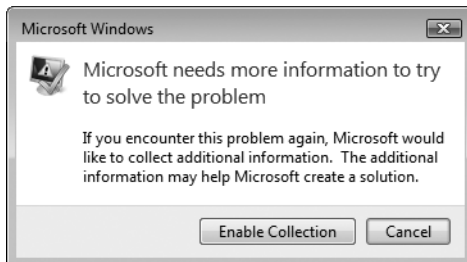 Microsoft Windows
Microsoft needs more information to try
to solve the problem
If you encounter this problem again, Microsoft would
like to collect additional information. The additional
information may help Microsoft create a solution.
Enable Collection Cancel